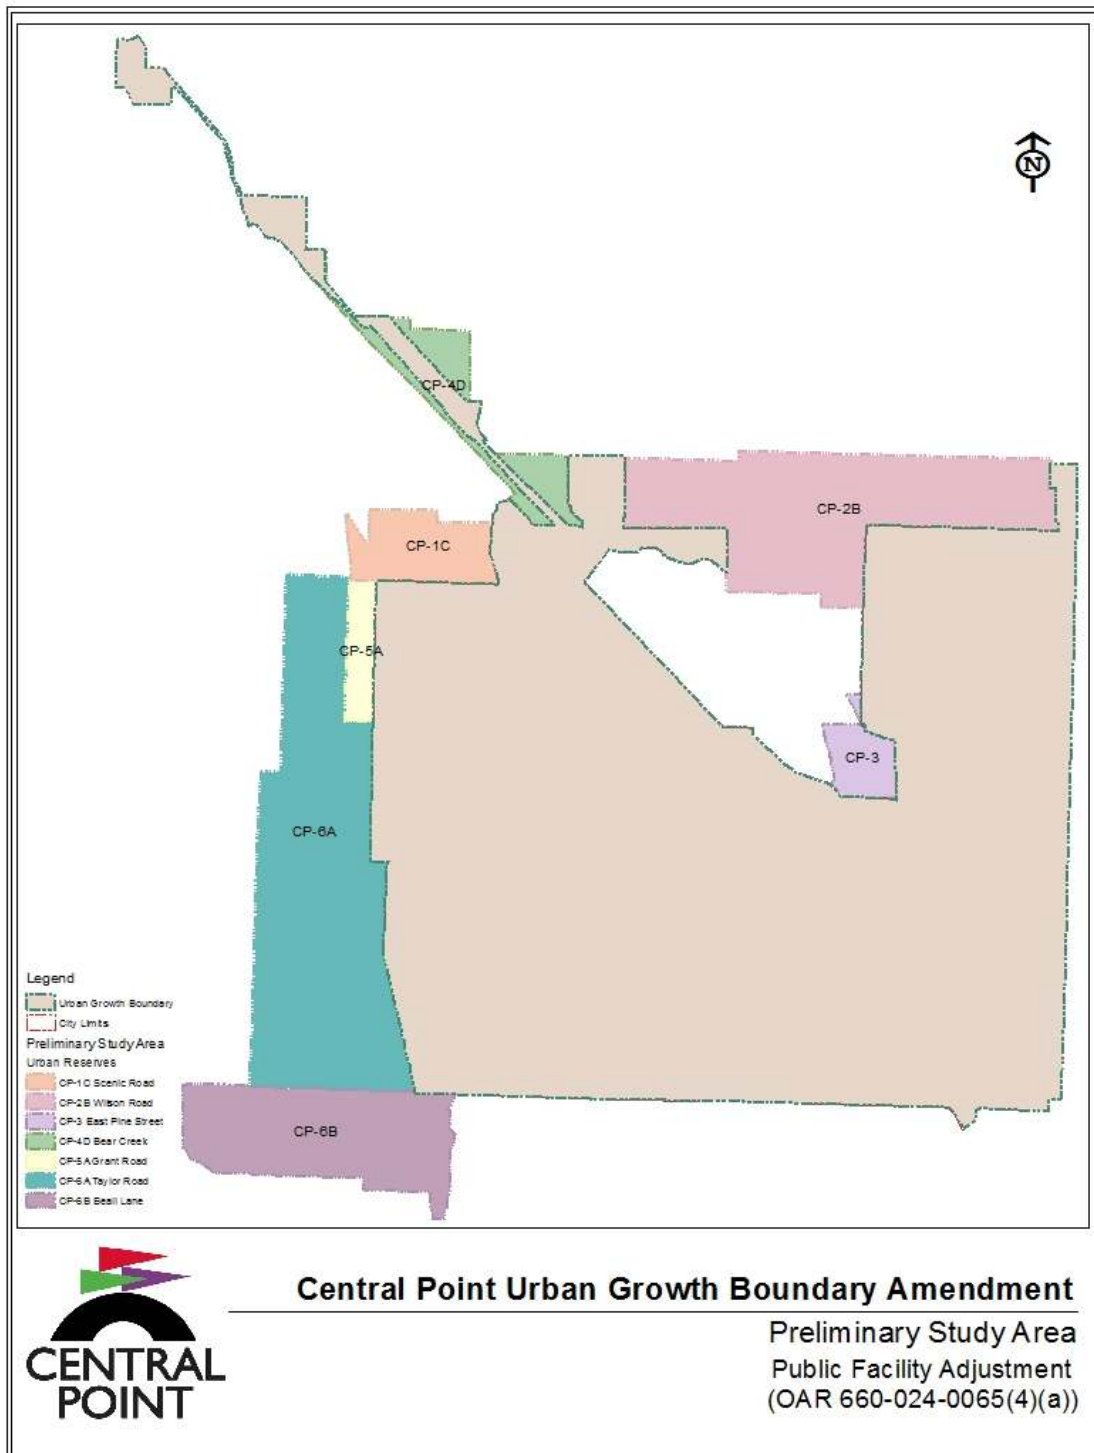 N
CP-4D
CP-2B
CP-1C
CP-5A
CP-3
CP-6A
CP-6B
Legend
Urban Growth Boundary
City Limits
Preliminary Study Area
Urban Reserves
CP-1C Scenic Road
CP-2B Wilson Road
CP-3 East Pine Street
CP-4D Bear Creek
CP-5A Grant Road
CP-6A Taylor Road
CP-6B Beall Lane
CENTRAL
POINT
Central Point Urban Growth Boundary Amendment
Preliminary Study Area
Public Facility Adjustment
(OAR 660-024-0065(4)(a))